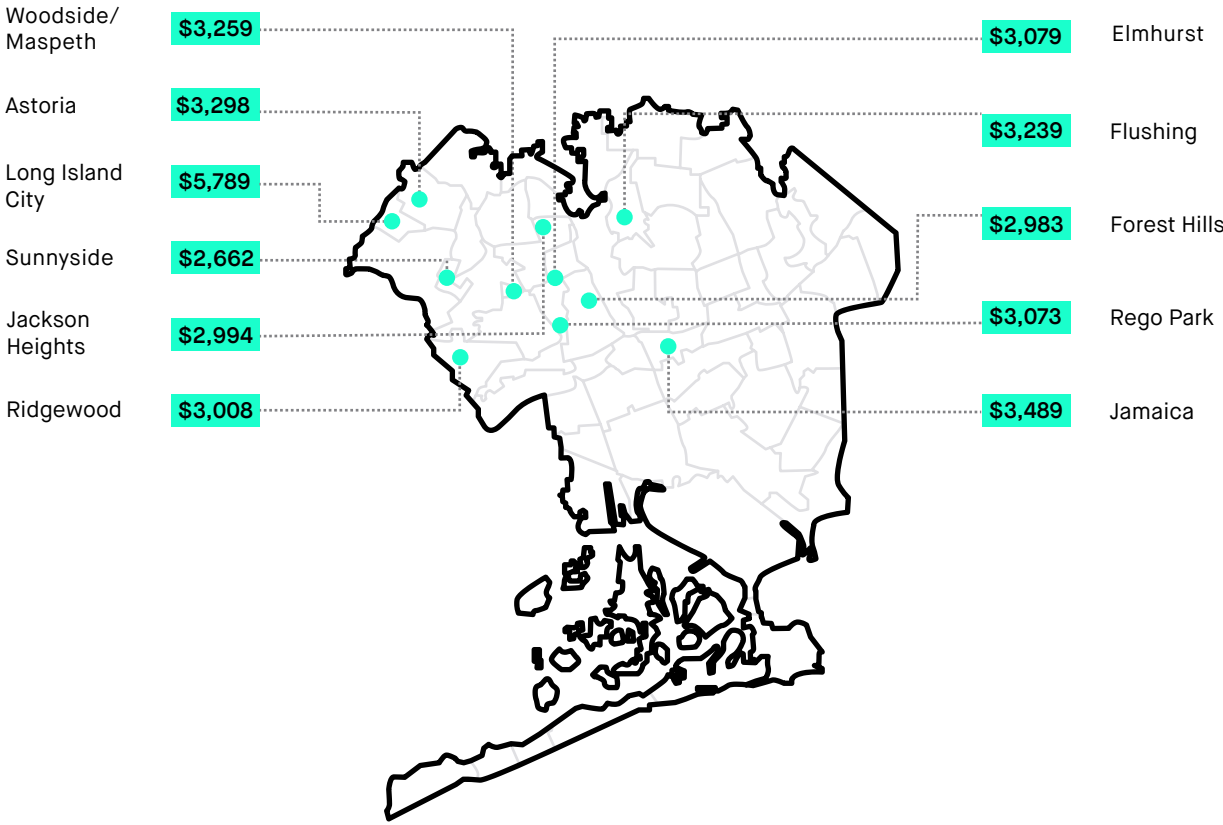 Woodside/
Maspeth
$3,259
Astoria
$3,298
Long Island
City
$5,789
Sunnyside
$2,662
Jackson
Heights
$2,994
Ridgewood
$3,008
$3,079
Elmhurst
$3,239
Flushing
$2,983
Forest Hills
$3,073
Rego Park
$3,489
Jamaica